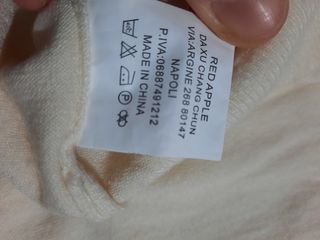 RED APPLE
DAXU CHANG CHUN
VIA:ARGINE 268 80147
NAPOLI
P.IVA:06887491212
MADE IN CHINA